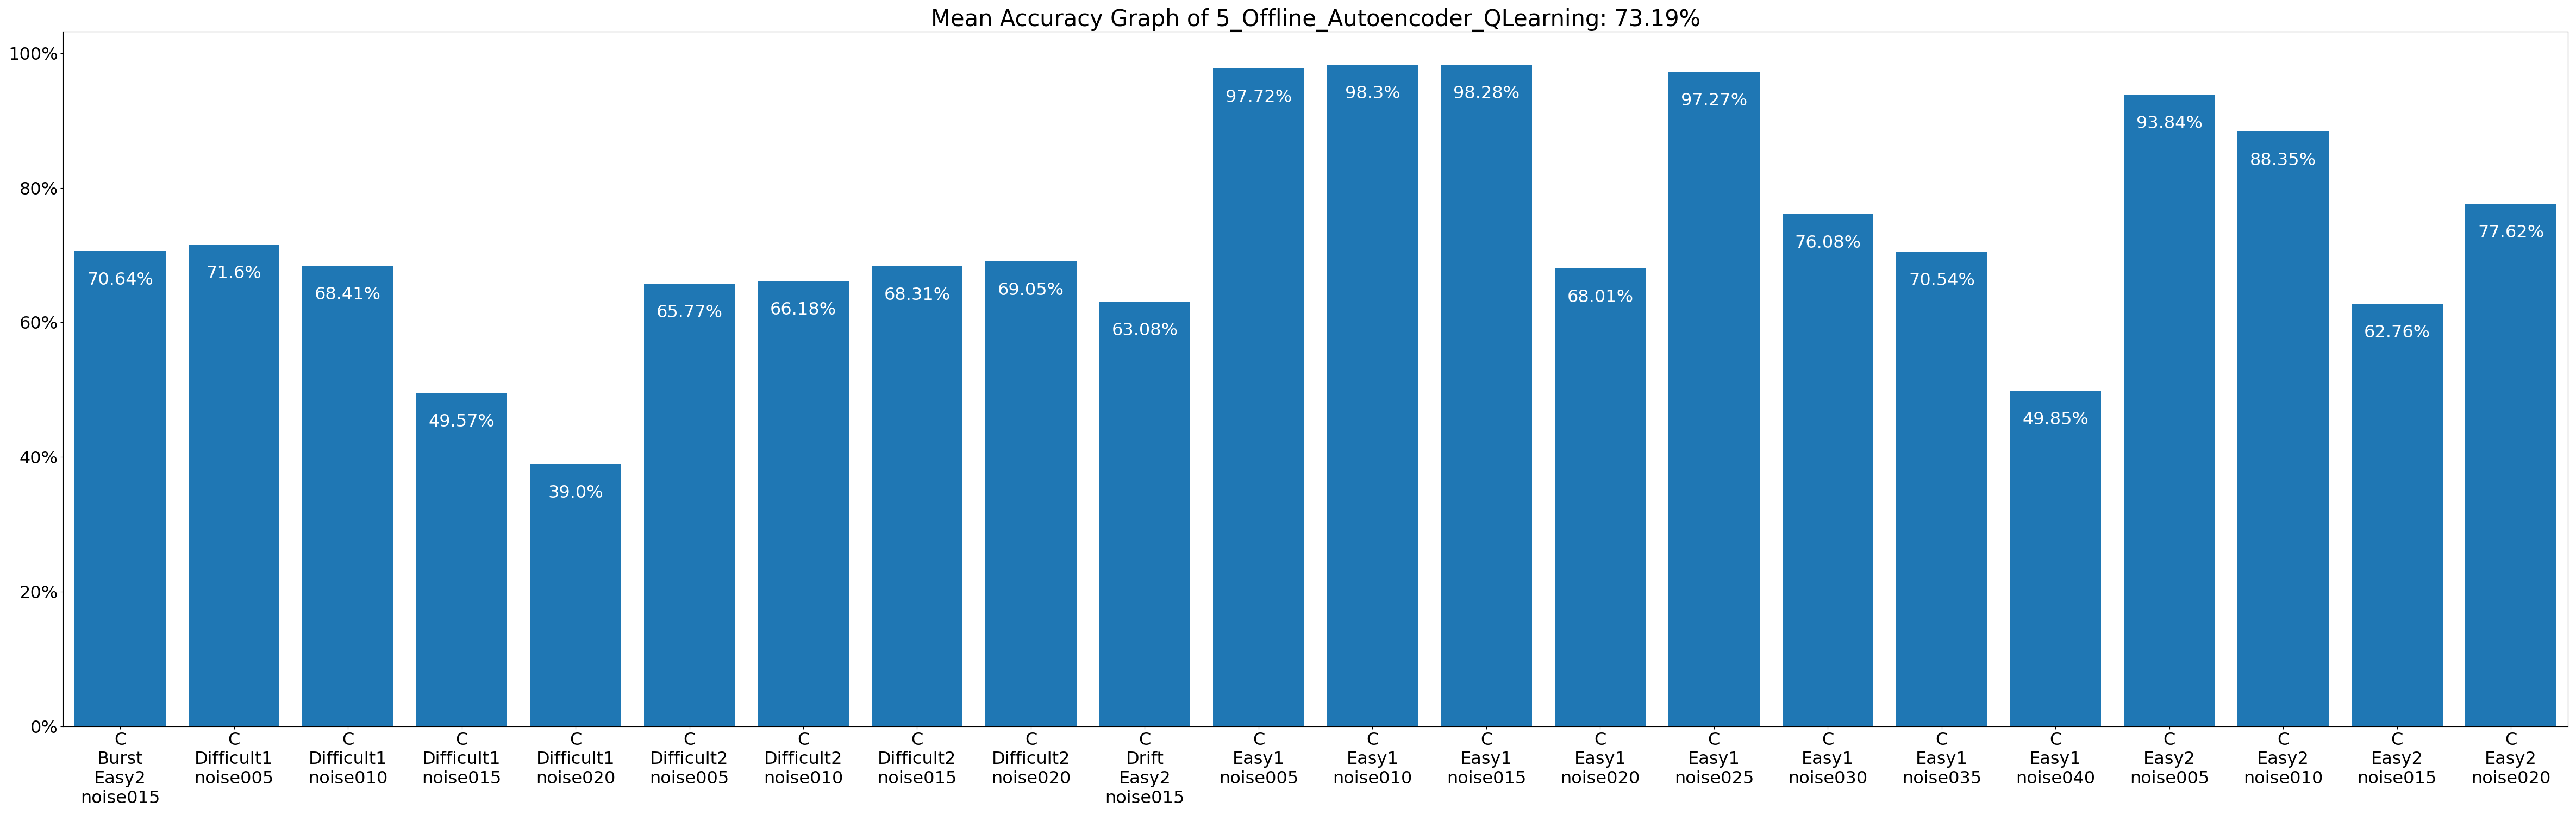 Mean Accuracy Graph of 5_Offline_Autoencoder_QLearning: 73.19%
100%
80%
60%
40%
20%
0%
70.64%
71.6%
68.41%
49.57%
39.0%
65.77%
66.18%
68.31%
69.05%
63.08%
97.72%
98.3%
98.28%
68.01%
97.27%
76.08%
70.54%
49.85%
93.84%
88.35%
62.76%
77.62%
C
Burst
Easy2
noise015
C
Difficult1
noise005
C
Difficult1
noise010
C
Difficult1
noise015
C
Difficult1
noise020
C
Difficult2
noise005
C
Difficult2
noise010
C
Difficult2
noise015
C
Difficult2
noise020
C
Drift
Easy2
noise015
C
Easy1
noise005
C
Easy1
noise010
C
Easy1
noise015
C
Easy1
noise020
C
Easy1
noise025
C
Easy1
noise030
C
Easy1
noise035
C
Easy1
noise040
C
Easy2
noise005
C
Easy2
noise010
C
Easy2
noise015
C
Easy2
noise020